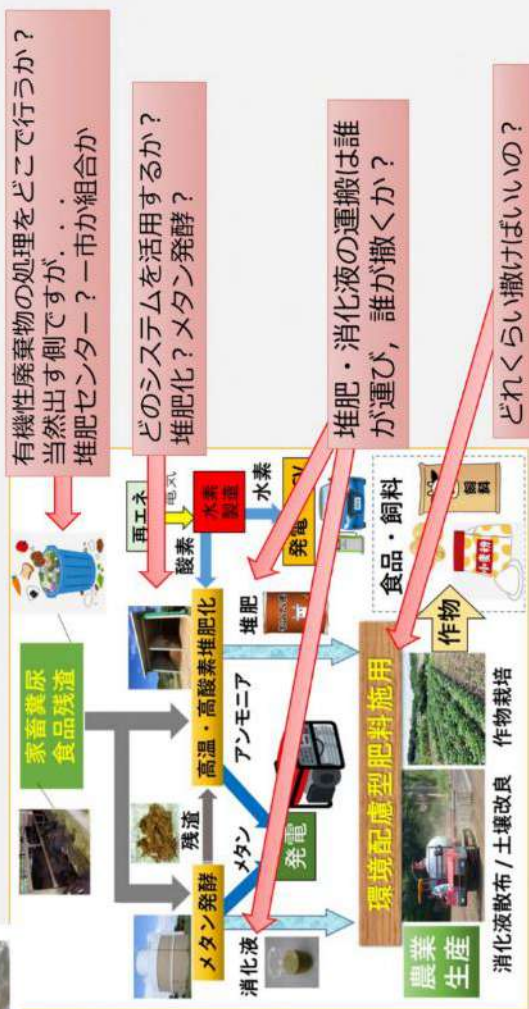 有機性廃棄物の処理をどこで行うか？
当然出す側ですが．．．
堆肥センター？ー市か組合か
どのシステムを活用するか？
堆肥化？メタン発酵？
堆肥・消化液の運搬は誰
が運び，誰が撒くか？
どれくらい撒けばいいの？
家畜糞尿
食品残渣
再エネ
電気
酸素
水素
製造
水素
発電
メタン発酵
残渣
高温・高酸素堆肥化
堆肥
メタン
アンモニア
消化液
発電
環境配慮型肥料施用
食品・飼料
小麦粉
飼料
作物
農業
生産
消化液散布/土壌改良
作物栽培